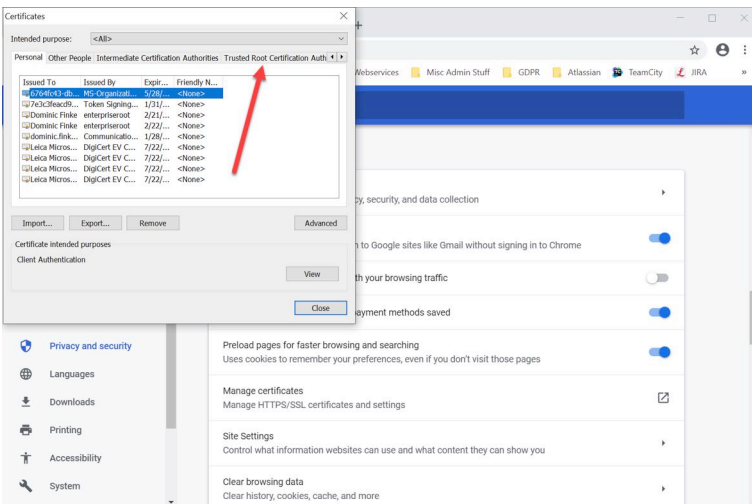 Certificates
Intended purpose: <All>
Personal Other People Intermediate Certification Authorities Trusted Root Certification Auth
Issued To Issued By Expir... Friendly N...
6764fc43-db... MS-Organizati... 5/28/... <None>
7e3c3feacd9... Token Signing... 1/31/... <None>
Dominic Finke enterpriseroot 2/21/... <None>
Dominic Finke enterpriseroot 2/22/... <None>
dominic.fink... Communicatio... 1/28/... <None>
Leica Micros... DigiCert EV C... 7/22/... <None>
Leica Micros... DigiCert EV C... 7/22/... <None>
Leica Micros... DigiCert EV C... 7/22/... <None>
Leica Micros... DigiCert EV C... 7/22/... <None>
Import... Export... Remove Advanced
Certificate intended purposes
Client Authentication
View
Close
Webservices Misc Admin Stuff GDPR Atlassian TeamCity JIRA »
cy, security, and data collection
n to Google sites like Gmail without signing in to Chrome
th your browsing traffic
ayment methods saved
Privacy and security
Languages
Downloads
Printing
Accessibility
System
Preload pages for faster browsing and searching
Uses cookies to remember your preferences, even if you don't visit those pages
Manage certificates
Manage HTTPS/SSL certificates and settings
Site Settings
Control what information websites can use and what content they can show you
Clear browsing data
Clear history, cookies, cache, and more